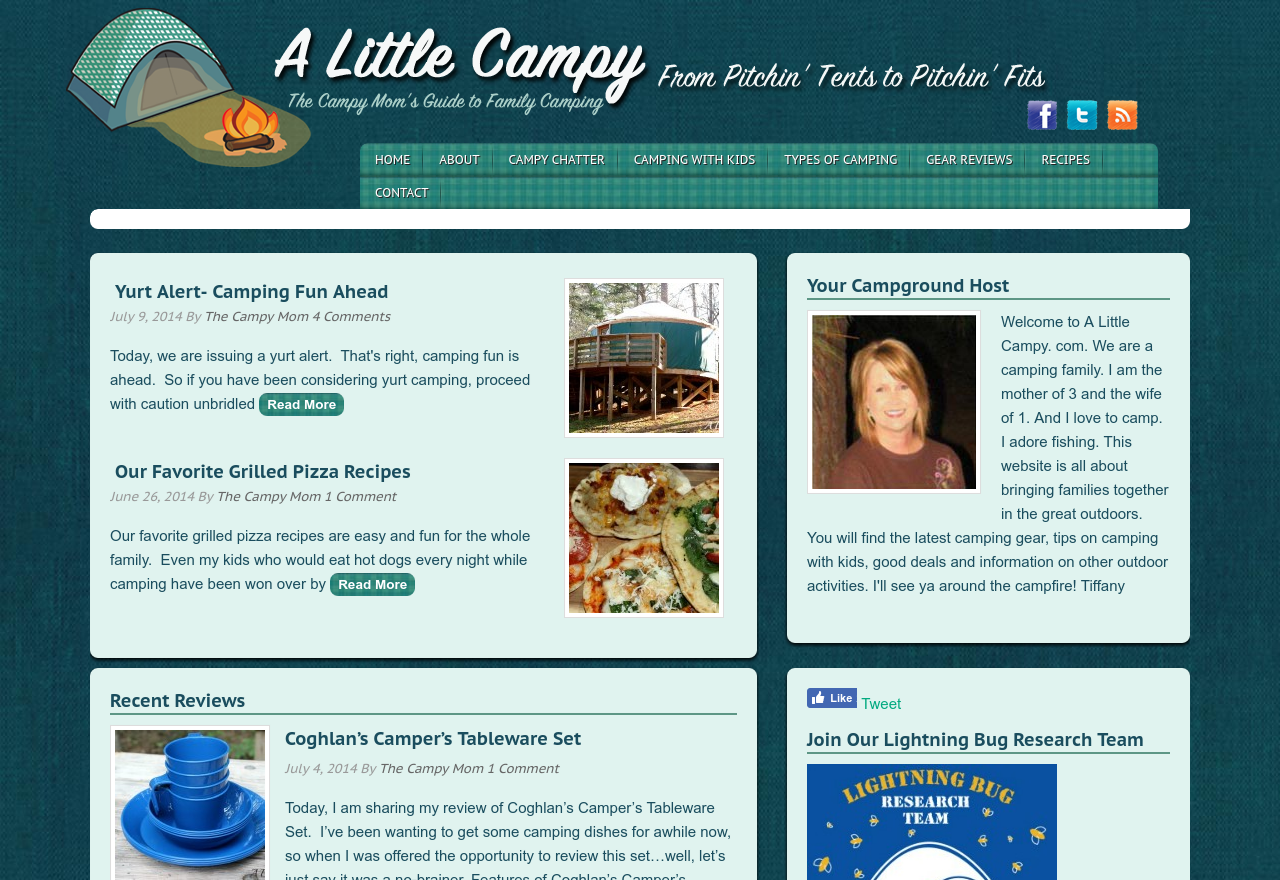 A Little Campy
From Pitchin' Tents to Pitchin' Fits
The Campy Mom's Guide to Family Camping
HOME
ABOUT
CAMPY CHATTER
CAMPING WITH KIDS
TYPES OF CAMPING
GEAR REVIEWS
RECIPES
CONTACT
Yurt Alert- Camping Fun Ahead
July 9, 2014 By The Campy Mom 4 Comments
Today, we are issuing a yurt alert.  That's right, camping fun is
ahead.  So if you have been considering yurt camping, proceed
with caution unbridled Read More
Our Favorite Grilled Pizza Recipes
June 26, 2014 By The Campy Mom 1 Comment
Our favorite grilled pizza recipes are easy and fun for the whole
family.  Even my kids who would eat hot dogs every night while
camping have been won over by Read More
Recent Reviews
Coghlan’s Camper’s Tableware Set
July 4, 2014 By The Campy Mom 1 Comment
Today, I am sharing my review of Coghlan’s Camper’s Tableware
Set.  I’ve been wanting to get some camping dishes for awhile now,
so when I was offered the opportunity to review this set…well, let’s
just say it was a no-brainer. Features of Coghlan’s Camper’s
Your Campground Host
Welcome to A Little
Campy. com. We are a
camping family. I am the
mother of 3 and the wife
of 1. And I love to camp.
I adore fishing. This
website is all about
bringing families together
in the great outdoors.
You will find the latest camping gear, tips on camping
with kids, good deals and information on other outdoor
activities. I'll see ya around the campfire! Tiffany
Like
Tweet
Join Our Lightning Bug Research Team
LIGHTNING BUG
RESEARCH
TEAM